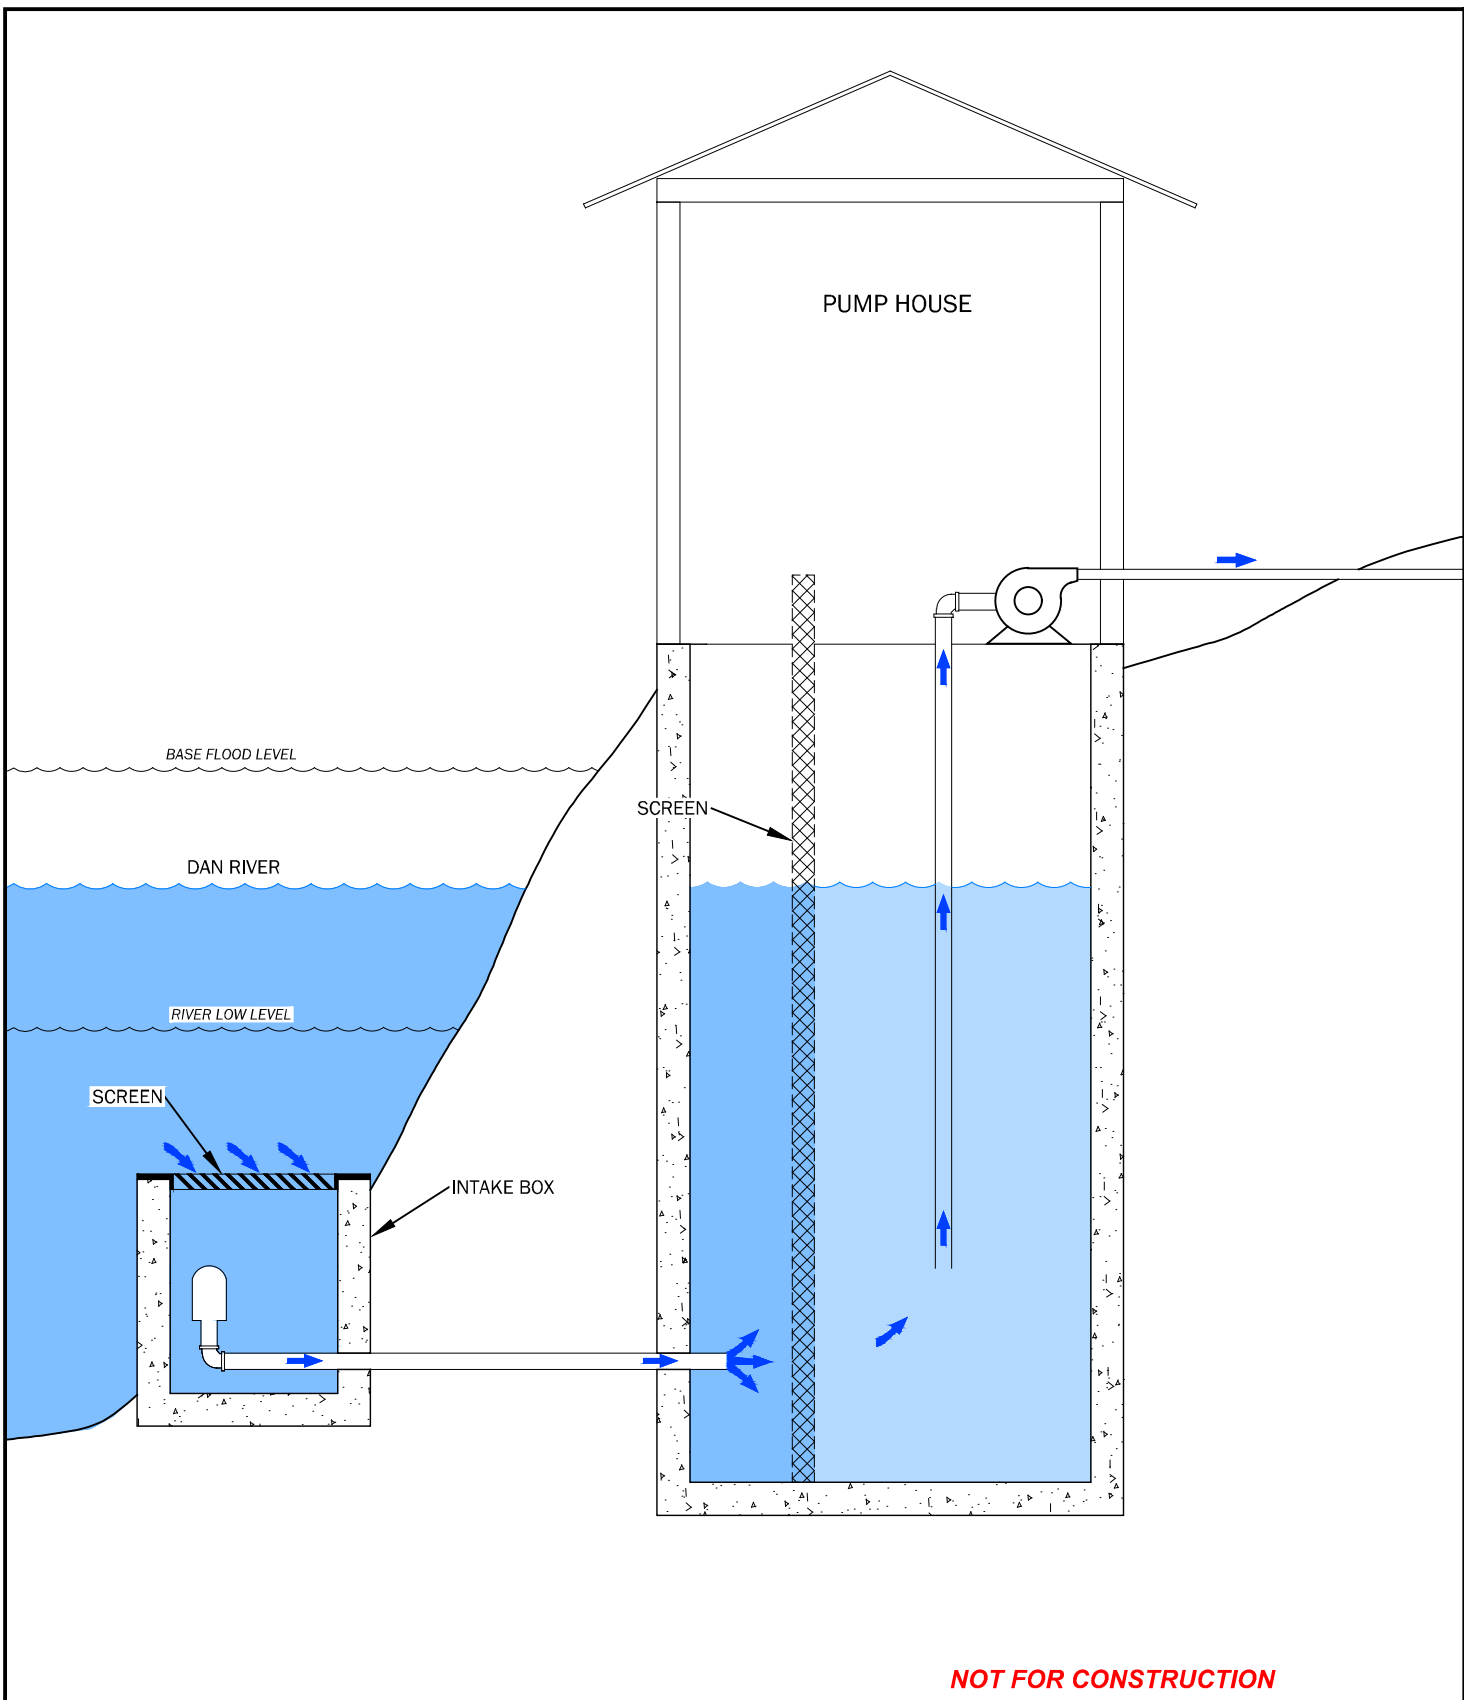 PUMP HOUSE
BASE FLOOD LEVEL
SCREEN
DAN RIVER
RIVER LOW LEVEL
SCREEN
INTAKE BOX
NOT FOR CONSTRUCTION